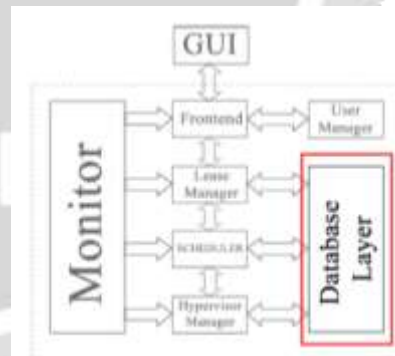 GUI
Monitor
Frontend
User
Manager
Lease
Manager
SCHEDULER
Hypervisor
Manager
Database
Layer